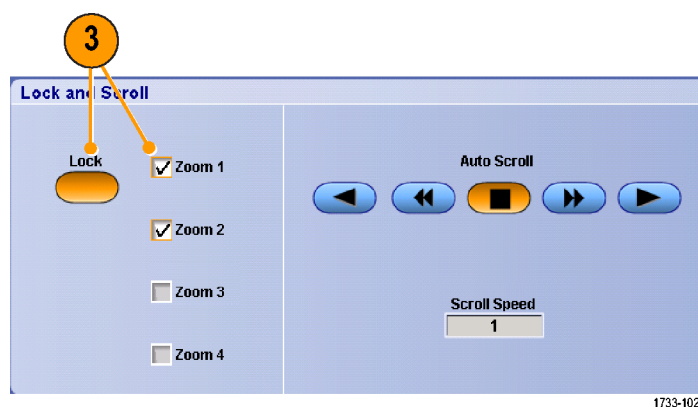 3
Lock and Scroll
Lock
Zoom 1
Auto Scroll
Zoom 2
Zoom 3
Scroll Speed
1
Zoom 4
1733-102